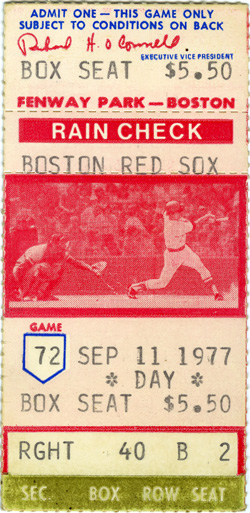 ADMIT ONE — THIS GAME ONLY
SUBJECT TO CONDITIONS ON BACK
Richard H. O'Connell
EXECUTIVE VICE PRESIDENT
BOX SEAT $5.50
FENWAY PARK — BOSTON
RAIN CHECK
BOSTON RED SOX
GAME
72 SEP 11 1977
* DAY *
BOX SEAT $5.50
RGHT 40 B 2
SEC. BOX ROW SEAT